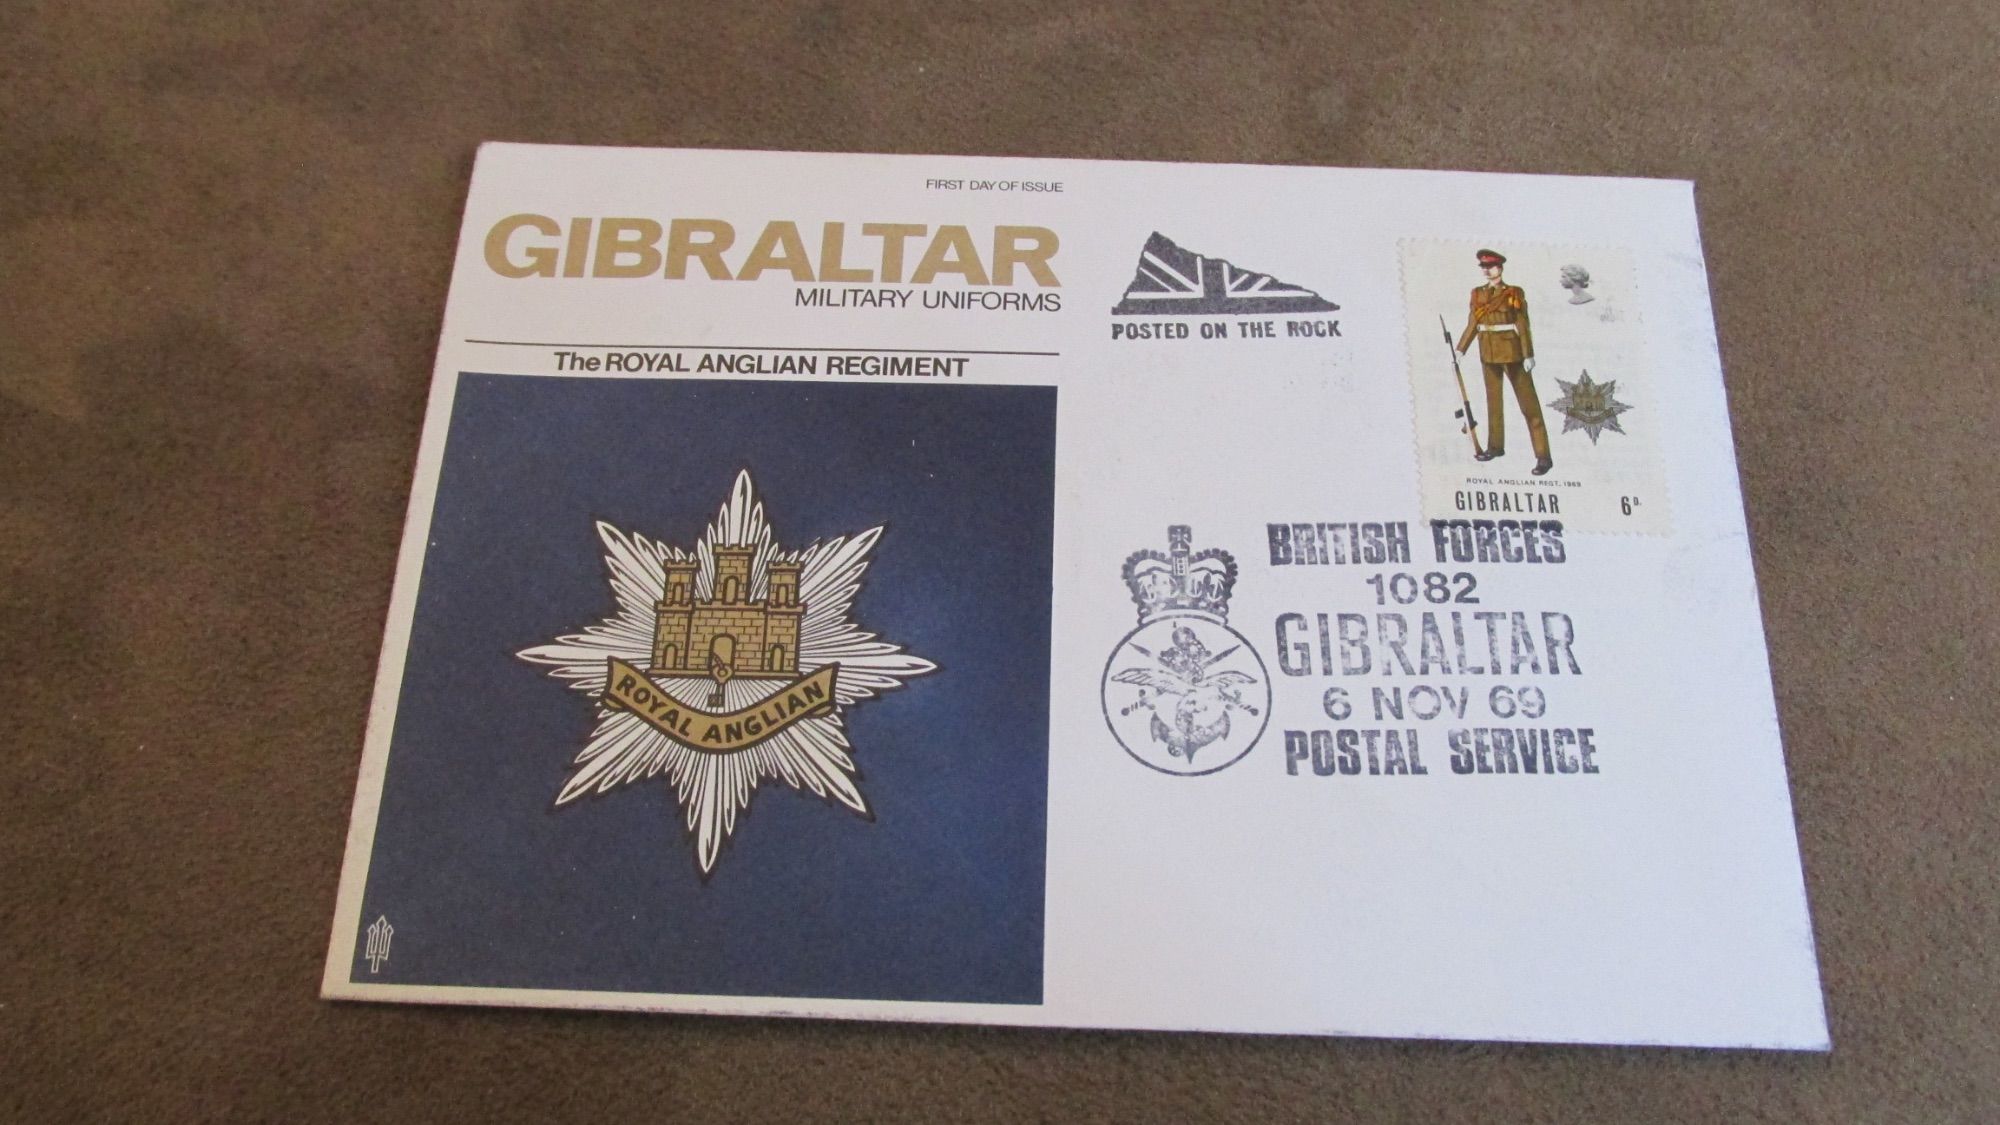 FIRST DAY OF ISSUE
GIBRALTAR
MILITARY UNIFORMS
The ROYAL ANGLIAN REGIMENT
ROYAL ANGLIAN
POSTED ON THE ROCK
ROYAL ANGLIAN REGT. 1969
GIBRALTAR 6D.
BRITISH FORCES
1082
GIBRALTAR
6 NOV 69
POSTAL SERVICE